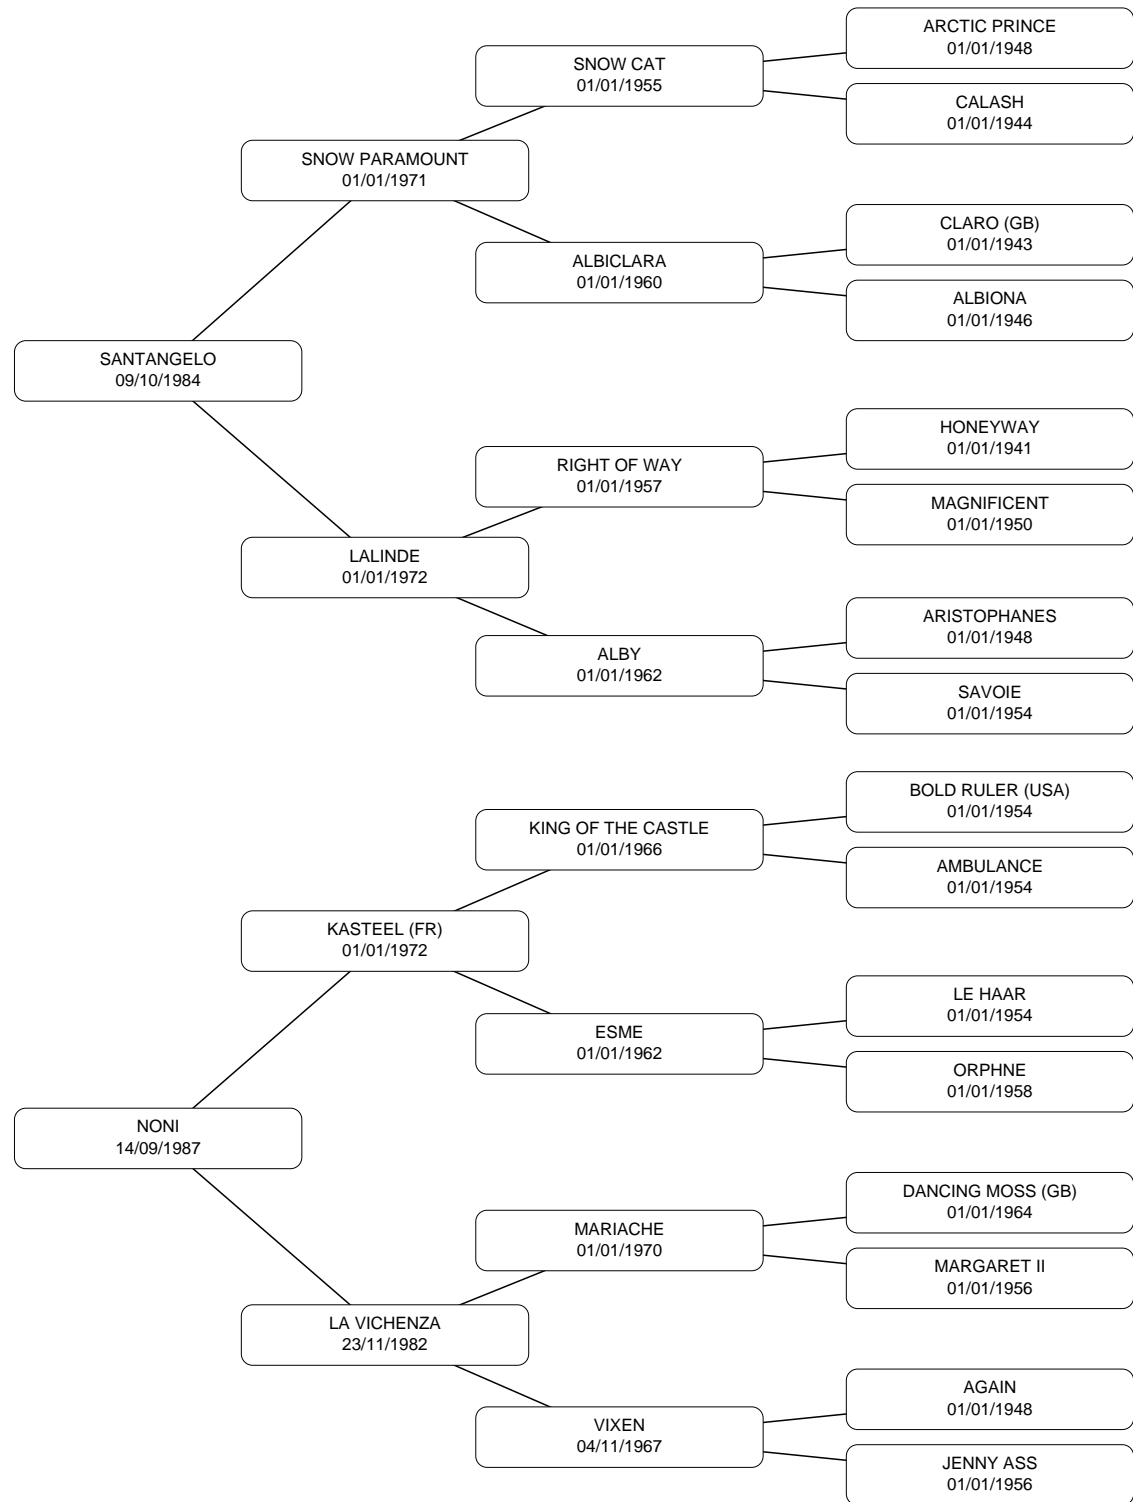 ARCTIC PRINCE
01/01/1948
SNOW CAT
01/01/1955
CALASH
01/01/1944
SNOW PARAMOUNT
01/01/1971
CLARO (GB)
01/01/1943
ALBICLARA
01/01/1960
ALBIONA
01/01/1946
SANTANGELO
09/10/1984
HONEYWAY
01/01/1941
RIGHT OF WAY
01/01/1957
MAGNIFICENT
01/01/1950
LALINDE
01/01/1972
ARISTOPHANES
01/01/1948
ALBY
01/01/1962
SAVOIE
01/01/1954
BOLD RULER (USA)
01/01/1954
KING OF THE CASTLE
01/01/1966
AMBULANCE
01/01/1954
KASTEEL (FR)
01/01/1972
LE HAAR
01/01/1954
ESME
01/01/1962
ORPHNE
01/01/1958
NONI
14/09/1987
DANCING MOSS (GB)
01/01/1964
MARIACHE
01/01/1970
MARGARET II
01/01/1956
LA VICHENZA
23/11/1982
AGAIN
01/01/1948
VIXEN
04/11/1967
JENNY ASS
01/01/1956